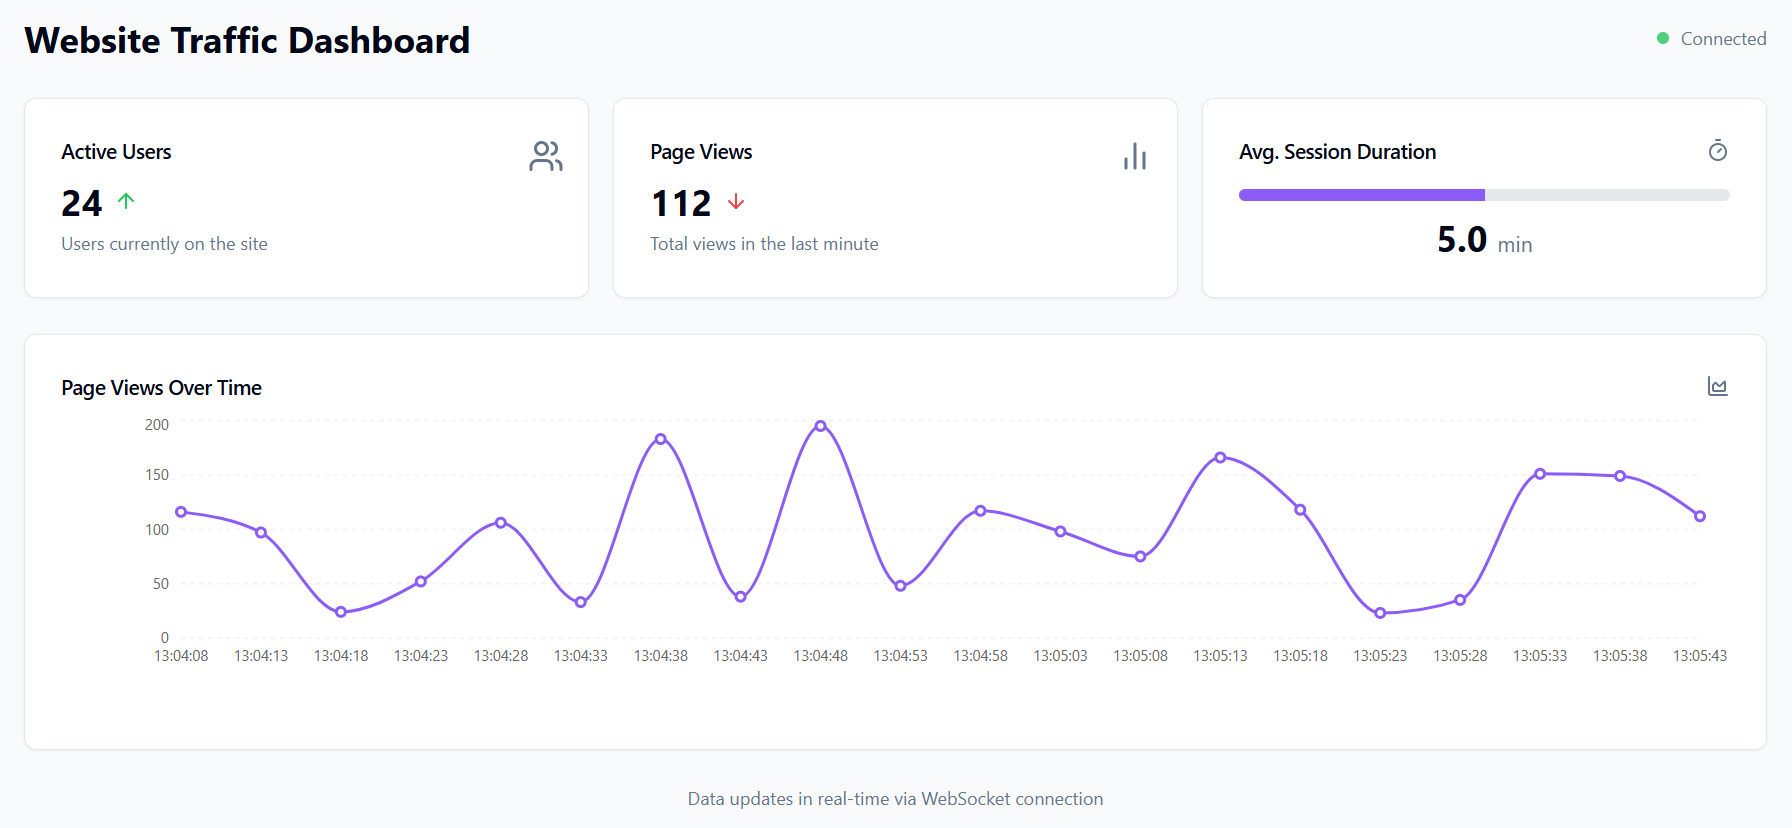 Website Traffic Dashboard
Connected
Active Users
24
Users currently on the site
Page Views
112
Total views in the last minute
Avg. Session Duration
5.0 min
Page Views Over Time
200
150
100
50
0
13:04:08 13:04:13 13:04:18 13:04:23 13:04:28 13:04:33 13:04:38 13:04:43 13:04:48 13:04:53 13:04:58 13:05:03 13:05:08 13:05:13 13:05:18 13:05:23 13:05:28 13:05:33 13:05:38 13:05:43
Data updates in real-time via WebSocket connection